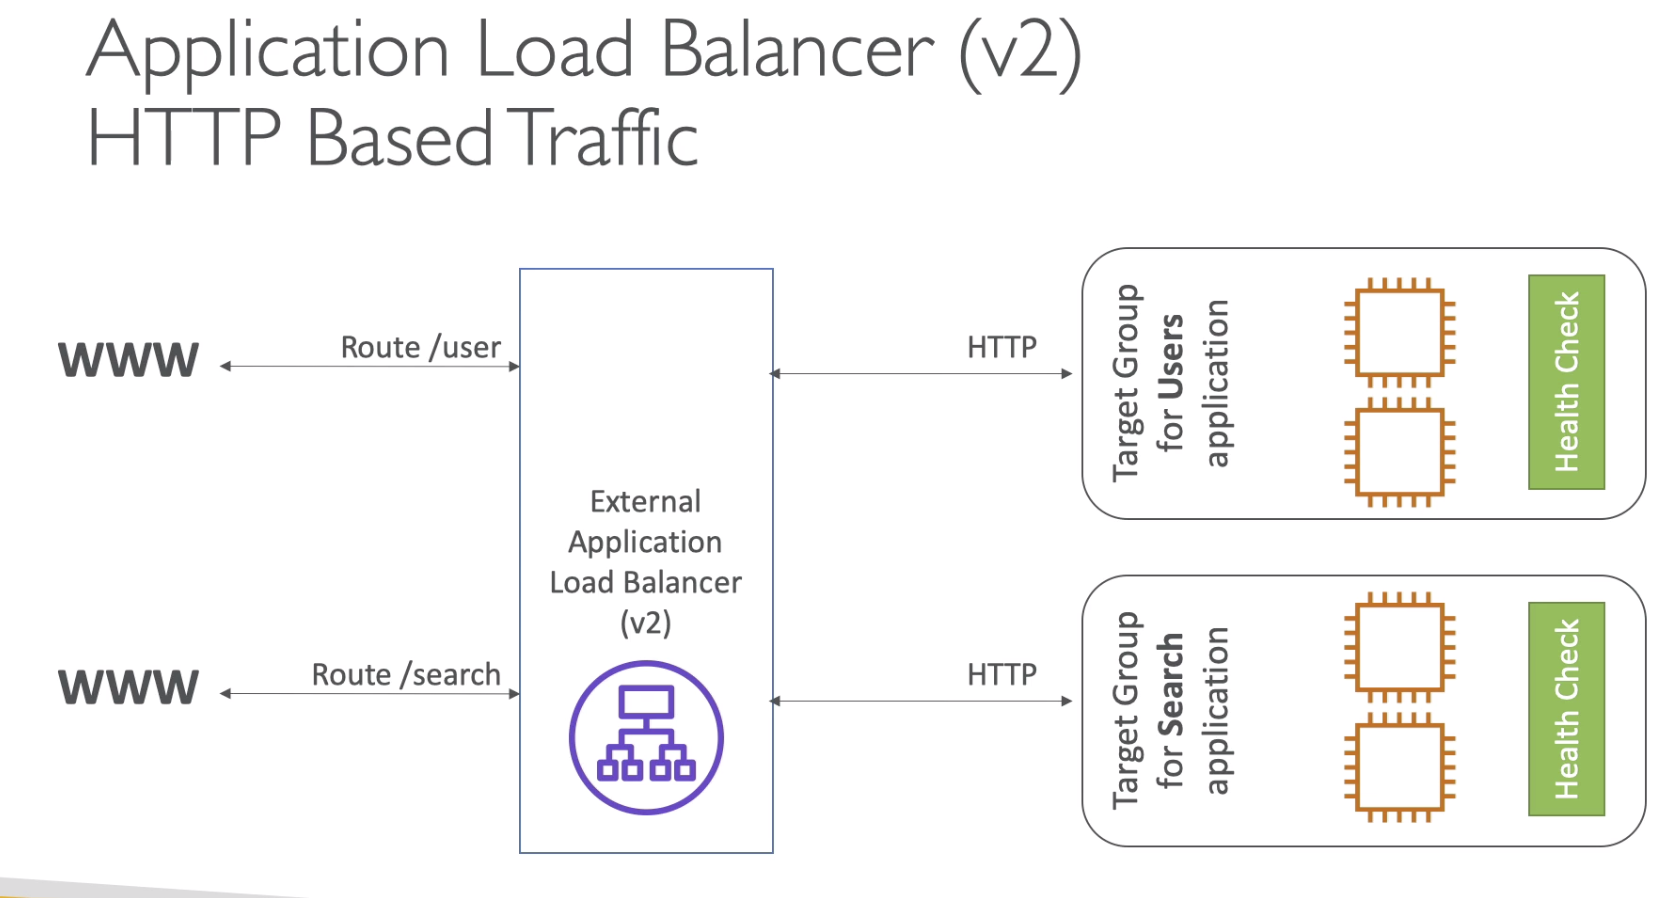 Application Load Balancer (v2)
HTTP Based Traffic
WWW
Route /user
HTTP
Target Group
for Users
application
Health Check
External
Application
Load Balancer
(v2)
WWW
Route /search
HTTP
Target Group
for Search
application
Health Check